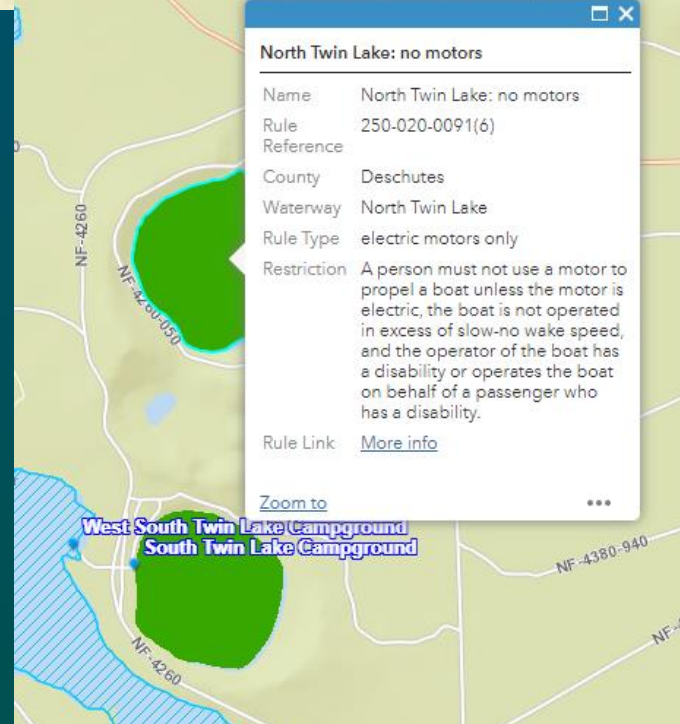 North Twin Lake: no motors
Name North Twin Lake: no motors
Rule 250-020-0091(6)
Reference
County Deschutes
Waterway North Twin Lake
Rule Type electric motors only
Restriction A person must not use a motor to
propel a boat unless the motor is
electric, the boat is not operated
in excess of slow-no wake speed,
and the operator of the boat has
a disability or operates the boat
on behalf of a passenger who
has a disability.
Rule Link More info
Zoom to
NF-4260
NF-4260-050
West South Twin Lake Campground
South Twin Lake Campground
NF-4380-940
NF-4260